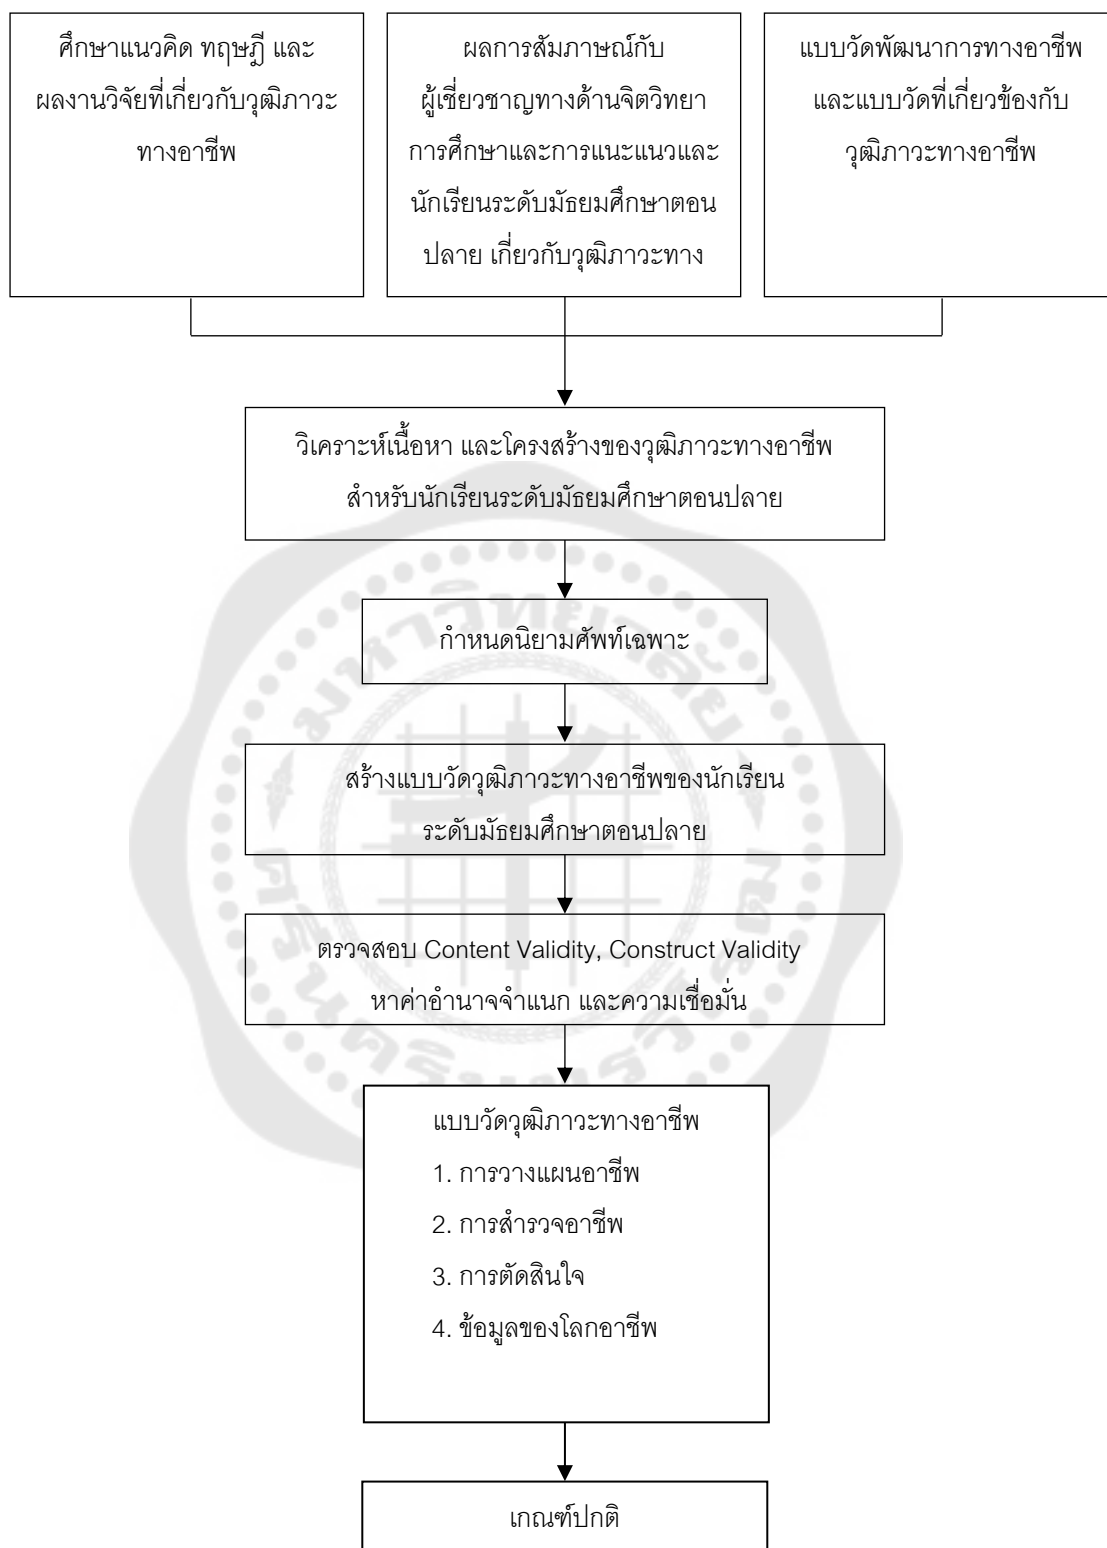 ศึกษาแนวคิด ทฤษฎี และ
ผลงานวิจัยที่เกี่ยวกับวุฒิภาวะ
ทางอาชีพ
ผลการสัมภาษณ์กับ
ผู้เชี่ยวชาญทางด้านจิตวิทยา
การศึกษาและการแนะแนวและ
นักเรียนระดับมัธยมศึกษาตอน
ปลาย เกี่ยวกับวุฒิภาวะทาง
แบบวัดพัฒนาการทางอาชีพ
และแบบวัดที่เกี่ยวข้องกับ
วุฒิภาวะทางอาชีพ
วิเคราะห์เนื้อหา และโครงสร้างของวุฒิภาวะทางอาชีพ
สำหรับนักเรียนระดับมัธยมศึกษาตอนปลาย
กำหนดนิยามศัพท์เฉพาะ
สร้างแบบวัดวุฒิภาวะทางอาชีพของนักเรียน
ระดับมัธยมศึกษาตอนปลาย
ตรวจสอบ Content Validity, Construct Validity
หาค่าอำนาจจำแนก และความเชื่อมั่น
แบบวัดวุฒิภาวะทางอาชีพ
1. การวางแผนอาชีพ
2. การสำรวจอาชีพ
3. การตัดสินใจ
4. ข้อมูลของโลกอาชีพ
เกณฑ์ปกติ
มหาวิทยาลัย
ศรีนครินทรวิโรฒ